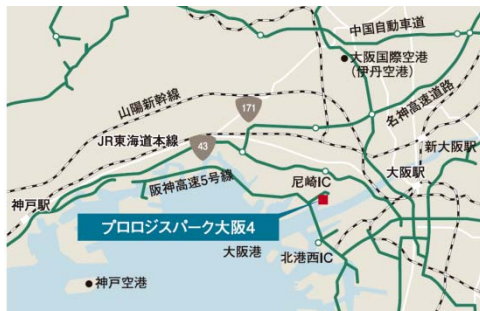 中国自動車道
大阪国際空港
(伊丹空港)
山陽新幹線
171
名神高速道路
JR東海道本線
43
新大阪駅
阪神高速5号線
尼崎IC
大阪駅
神戸駅
プロロジスパーク大阪4
大阪港
北港西IC
神戸空港